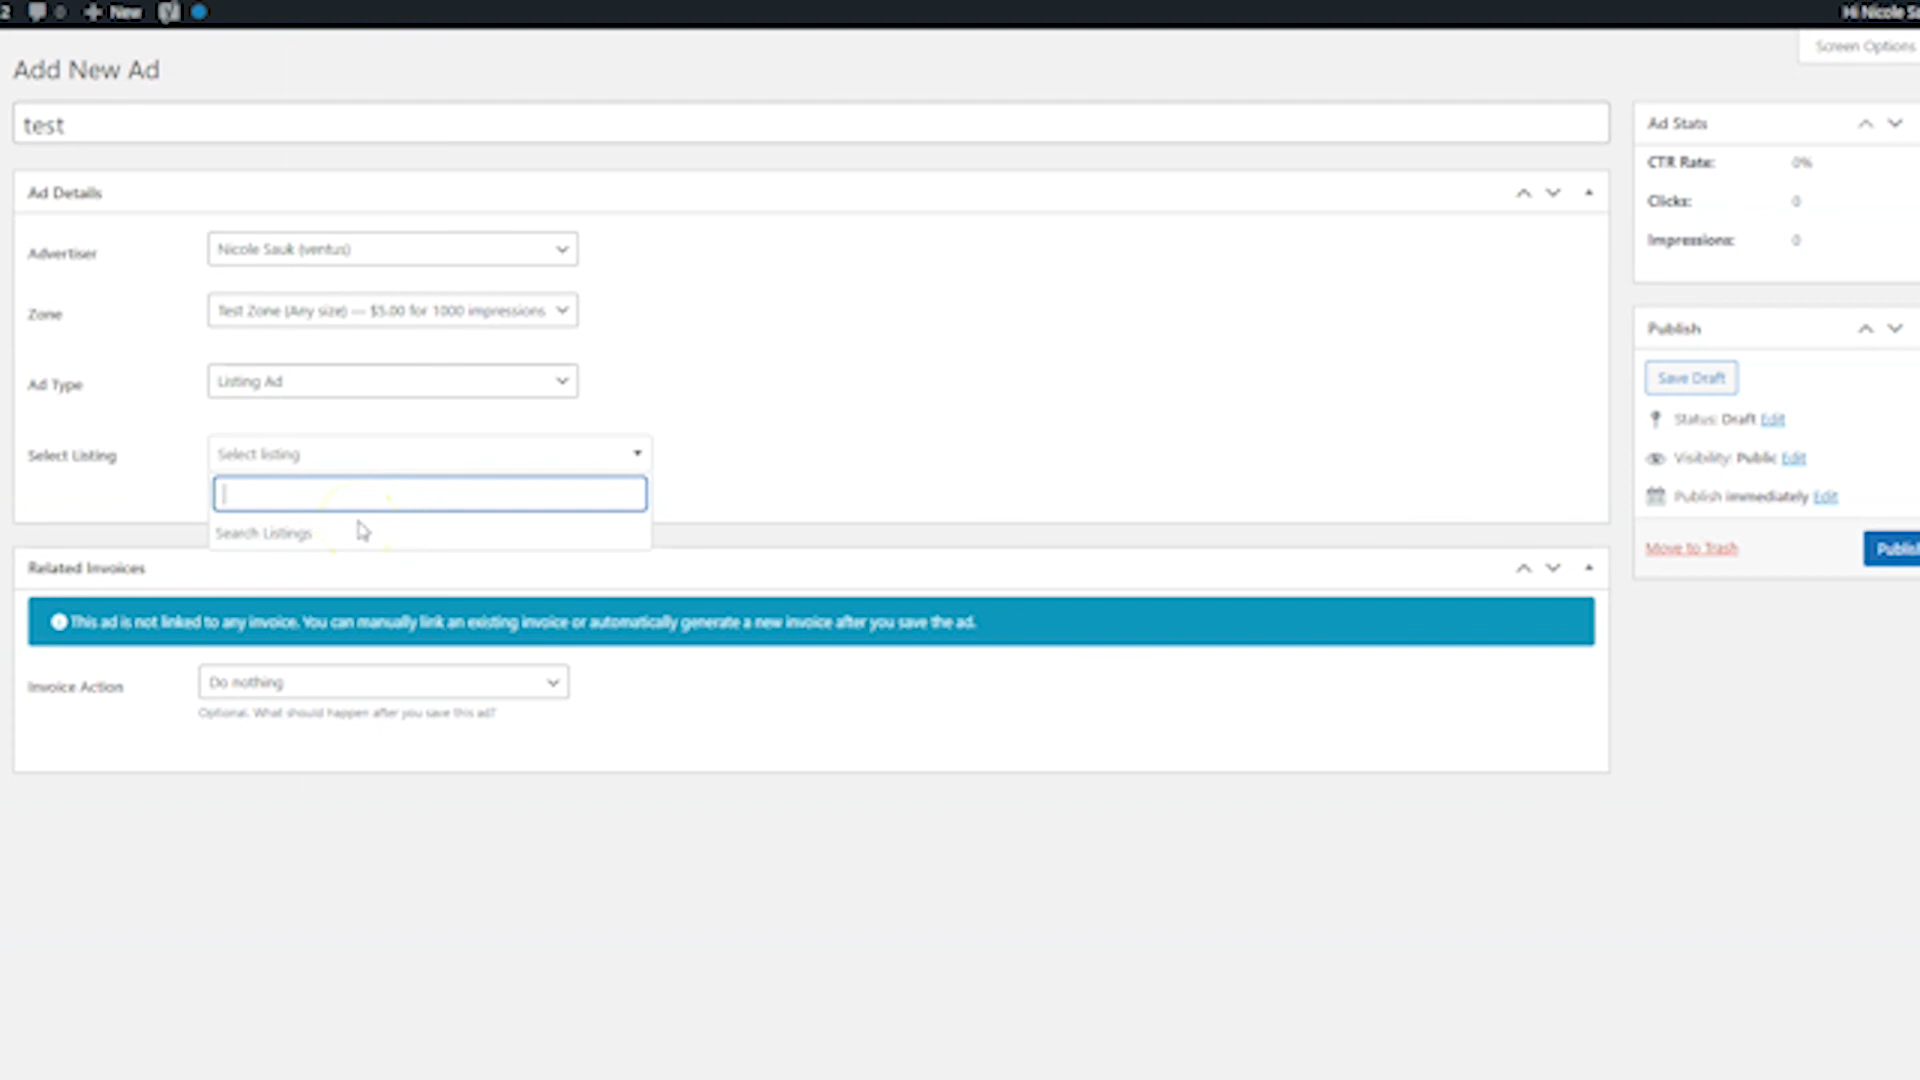 2 0 New Hi Nicole Sa
Screen Options
Add New Ad
test
Ad Details
Advertiser Nicole Sauk (ventus)
Zone Test Zone (Any size) — $5.00 for 1000 impressions
Ad Type Listing Ad
Select Listing Select listing
Search Listings
Related Invoices
This ad is not linked to any invoice. You can manually link an existing invoice or automatically generate a new invoice after you save the ad.
Invoice Action Do nothing
Optional. What should happen after you save this ad?
Ad Stats
CTR Rate: 0%
Clicks: 0
Impressions: 0
Publish
Save Draft
Status: Draft Edit
Visibility: Public Edit
Publish immediately Edit
Move to Trash Publis